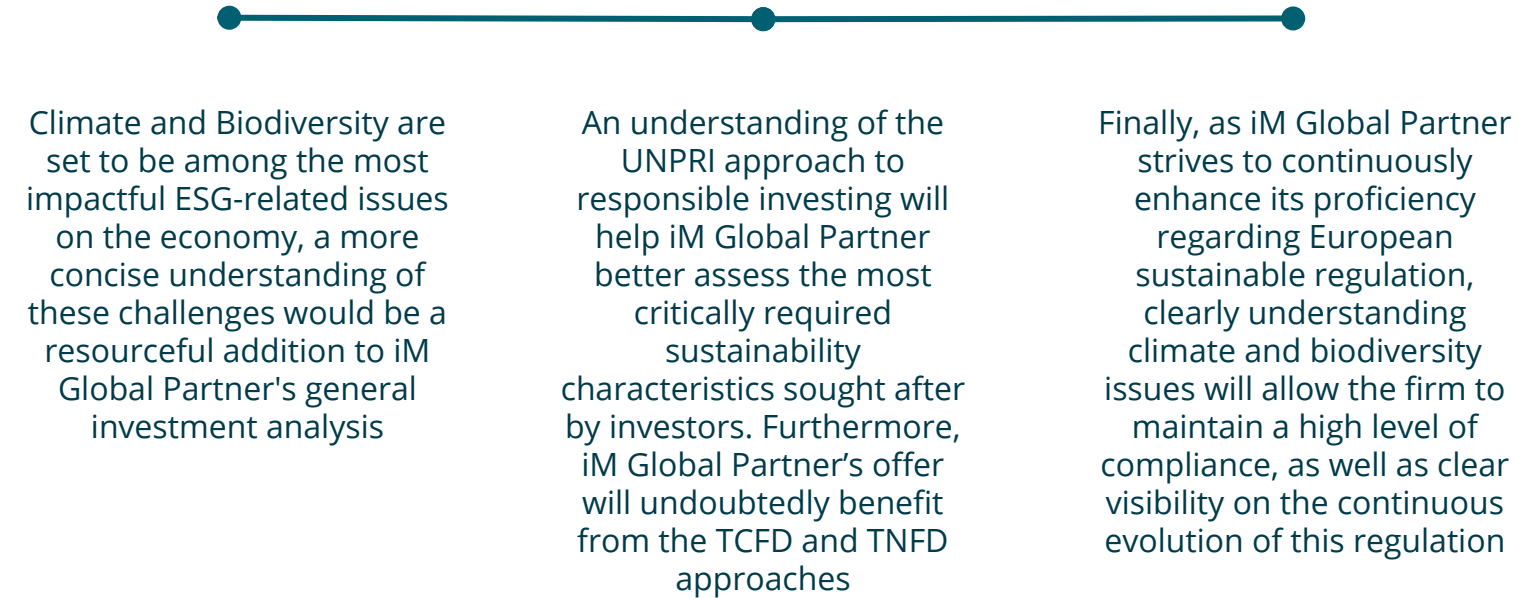 Climate and Biodiversity are
set to be among the most
impactful ESG-related issues
on the economy, a more
concise understanding of
these challenges would be a
resourceful addition to iM
Global Partner's general
investment analysis
An understanding of the
UNPRI approach to
responsible investing will
help iM Global Partner
better assess the most
critically required
sustainability
characteristics sought after
by investors. Furthermore,
iM Global Partner’s offer
will undoubtedly benefit
from the TCFD and TNFD
approaches
Finally, as iM Global Partner
strives to continuously
enhance its proficiency
regarding European
sustainable regulation,
clearly understanding
climate and biodiversity
issues will allow the firm to
maintain a high level of
compliance, as well as clear
visibility on the continuous
evolution of this regulation